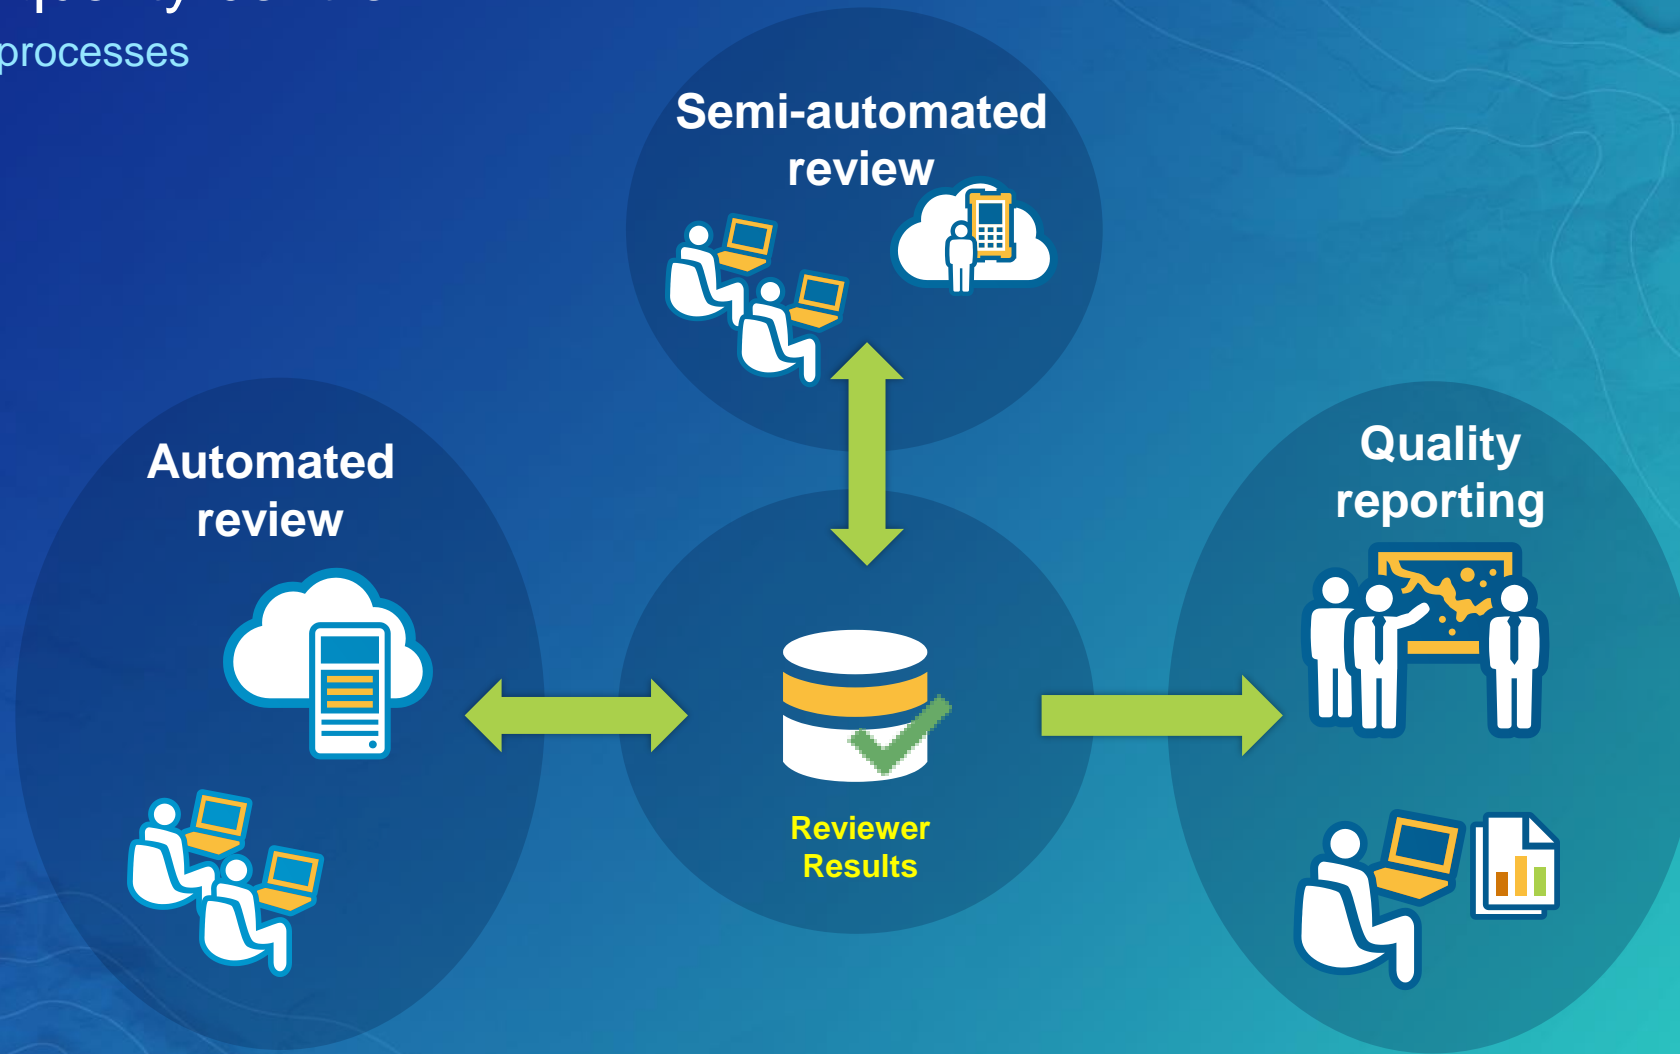 processes
Semi-automated
review
Automated
review
Quality
reporting
Reviewer
Results